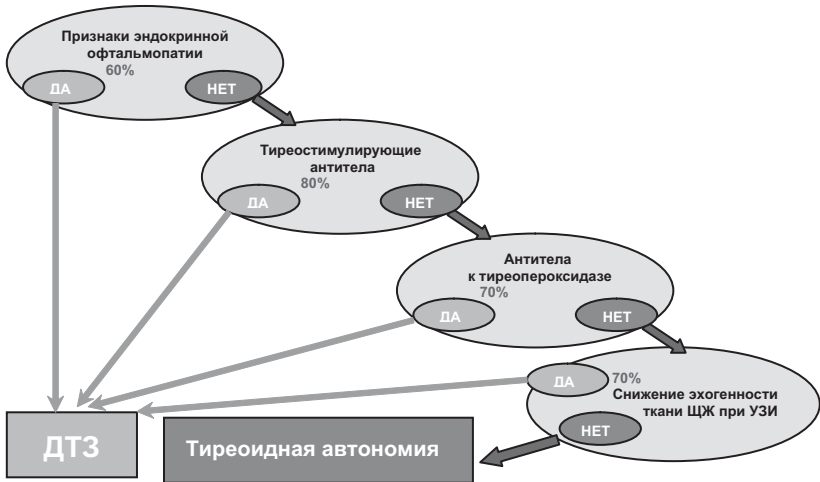 Признаки эндокринной
офтальмопатии
60%
ДА
НЕТ
Тиреостимулирующие
антитела
80%
ДА
НЕТ
Антитела
к тиреопероксидазе
70%
ДА
НЕТ
ДА
70%
Снижение эхогенности
ткани ЩЖ при УЗИ
НЕТ
ДТЗ
Тиреоидная автономия